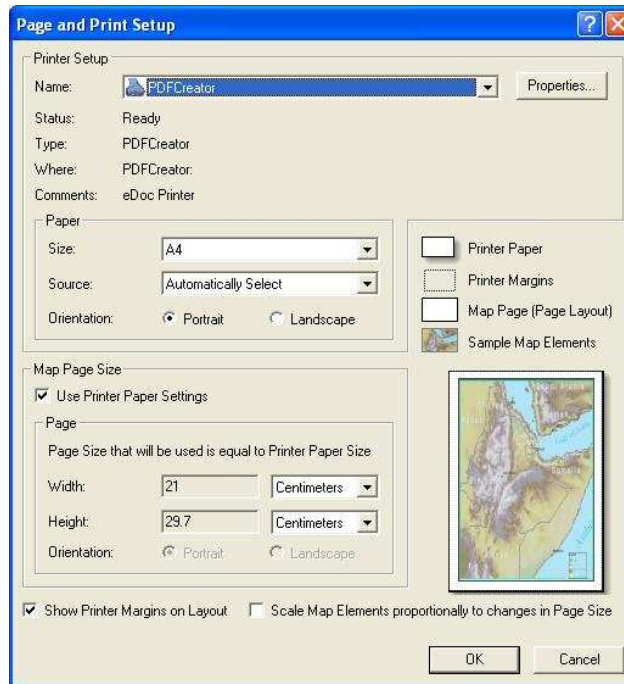 Page and Print Setup
Printer Setup
Name: PDFCreator Properties...
Status: Ready
Type: PDFCreator
Where: PDFCreator:
Comments: eDoc Printer
Paper
Size: A4
Source: Automatically Select
Orientation: Portrait Landscape
Printer Paper
Printer Margins
Map Page (Page Layout)
Sample Map Elements
Map Page Size
Use Printer Paper Settings
Page
Page Size that will be used is equal to Printer Paper Size
Width: 21 Centimeters
Height: 29.7 Centimeters
Orientation: Portrait Landscape
Show Printer Margins on Layout Scale Map Elements proportionally to changes in Page Size
OK Cancel